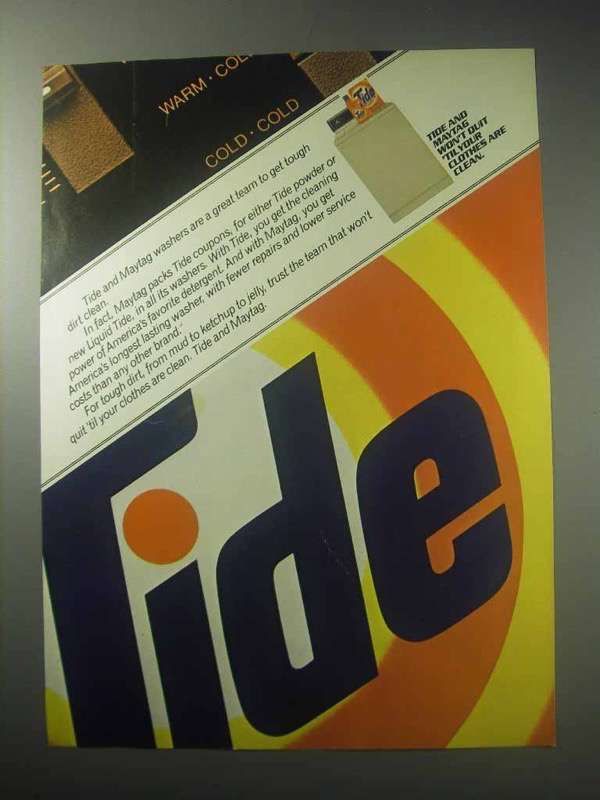 WARM · COL
COLD · COLD
Tide
TIDE AND
MAYTAG
WON'T QUIT
'TIL YOUR
CLOTHES ARE
CLEAN.
Tide and Maytag washers are a great team to get tough
dirt clean.
In fact, Maytag packs Tide coupons, for either Tide powder or
new Liquid Tide, in all its washers. With Tide, you get the cleaning
power of America's favorite detergent. And with Maytag, you get
America's longest lasting washer, with fewer repairs and lower service
costs than any other brand.*
For tough dirt, from mud to ketchup to jelly, trust the team that won't
quit 'til your clothes are clean. Tide and Maytag.
Tide